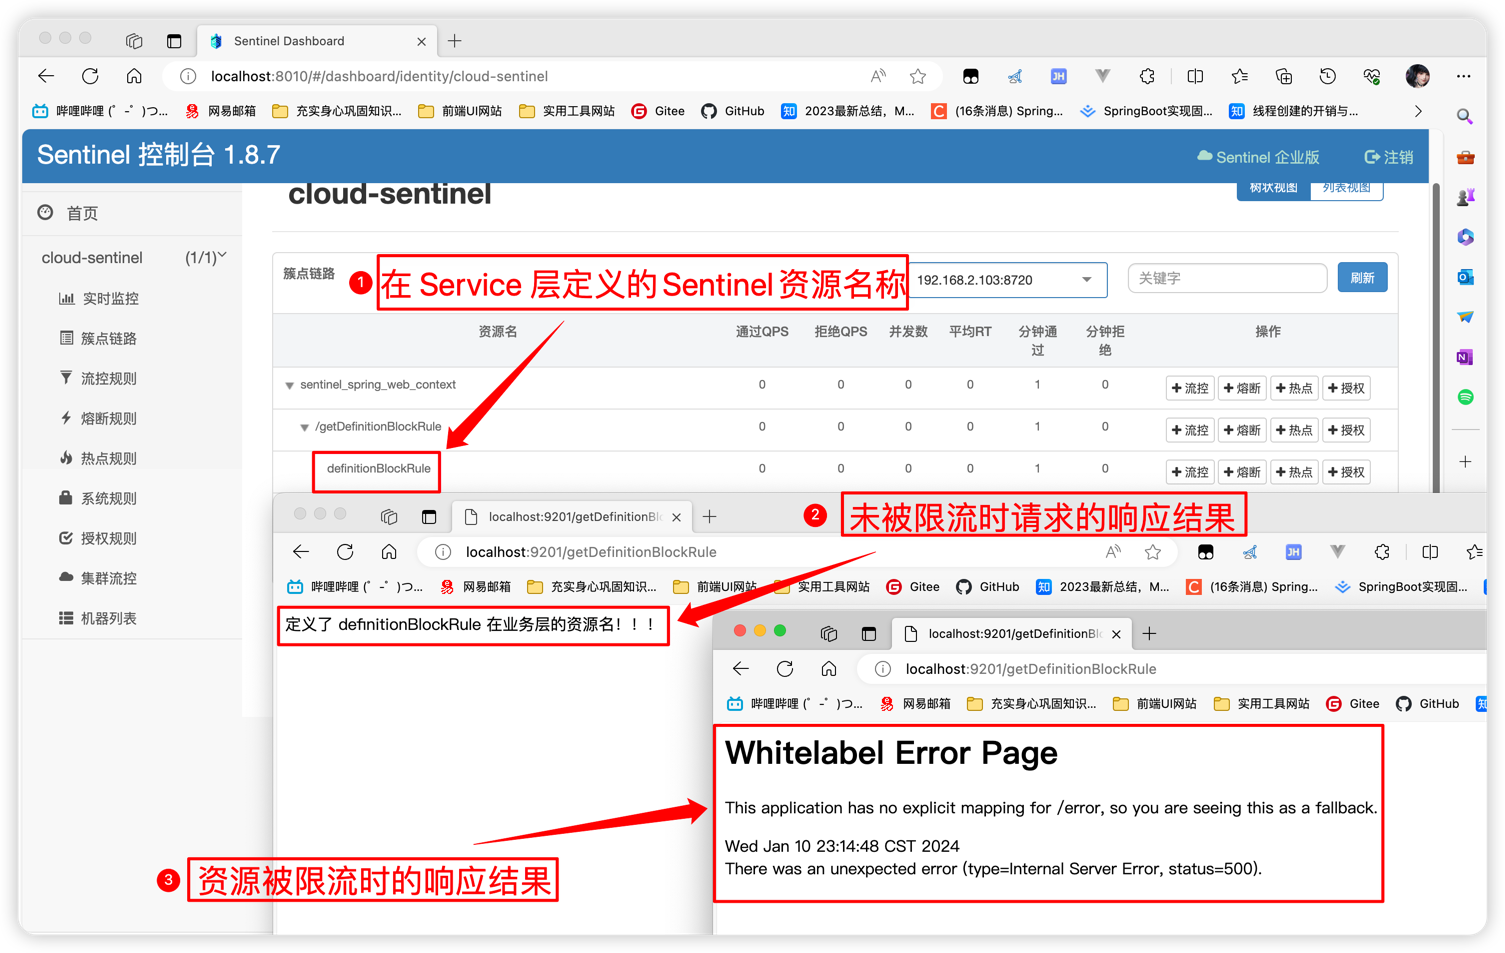 Sentinel Dashboard
localhost:8010/#/dashboard/identity/cloud-sentinel
哔哩哔哩 (゜-゜)つ... 网易邮箱 充实身心巩固知识... 前端UI网站 实用工具网站 Gitee GitHub 2023最新总结，M... (16条消息) Spring... SpringBoot实现固... 线程创建的开销与...
Sentinel 控制台 1.8.7
Sentinel 企业版 注销
cloud-sentinel
树状视图 列表视图
首页
cloud-sentinel (1/1)
实时监控
簇点链路
流控规则
熔断规则
热点规则
系统规则
授权规则
集群流控
机器列表
簇点链路
1 在 Service 层定义的Sentinel资源名称
192.168.2.103:8720 关键字 刷新
资源名 通过QPS 拒绝QPS 并发数 平均RT 分钟通过 分钟拒绝 操作
sentinel_spring_web_context 0 0 0 0 1 0 流控 熔断 热点 授权
/getDefinitionBlockRule 0 0 0 0 1 0 流控 熔断 热点 授权
definitionBlockRule 0 0 0 0 1 0 流控 熔断 热点 授权
localhost:9201/getDefinitionBl
2 未被限流时请求的响应结果
localhost:9201/getDefinitionBlockRule
哔哩哔哩 (゜-゜)つ... 网易邮箱 充实身心巩固知识... 前端UI网站 实用工具网站 Gitee GitHub 2023最新总结，M... (16条消息) Spring... SpringBoot实现固...
定义了 definitionBlockRule 在业务层的资源名！！！
localhost:9201/getDefinitionBl
localhost:9201/getDefinitionBlockRule
哔哩哔哩 (゜-゜)つ... 网易邮箱 充实身心巩固知识... 前端UI网站 实用工具网站 Gitee GitHub
Whitelabel Error Page
This application has no explicit mapping for /error, so you are seeing this as a fallback.
Wed Jan 10 23:14:48 CST 2024
There was an unexpected error (type=Internal Server Error, status=500).
3 资源被限流时的响应结果